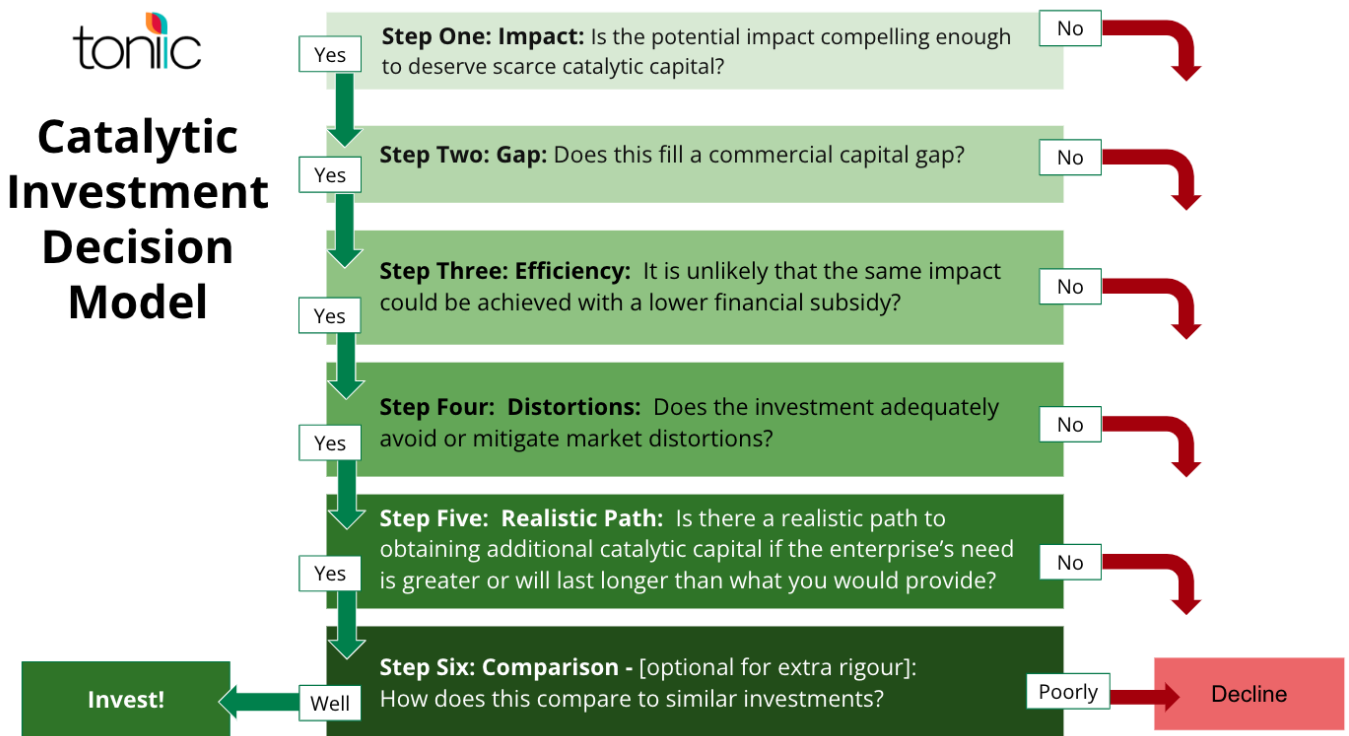 toniic
Catalytic
Investment
Decision
Model
Step One: Impact: Is the potential impact compelling enough
to deserve scarce catalytic capital?
Yes
No
Step Two: Gap: Does this fill a commercial capital gap?
Yes
No
Step Three: Efficiency: It is unlikely that the same impact
could be achieved with a lower financial subsidy?
Yes
No
Step Four: Distortions: Does the investment adequately
avoid or mitigate market distortions?
Yes
No
Step Five: Realistic Path: Is there a realistic path to
obtaining additional catalytic capital if the enterprise’s need
is greater or will last longer than what you would provide?
Yes
No
Step Six: Comparison - [optional for extra rigour]:
How does this compare to similar investments?
Well
Invest!
Poorly
Decline